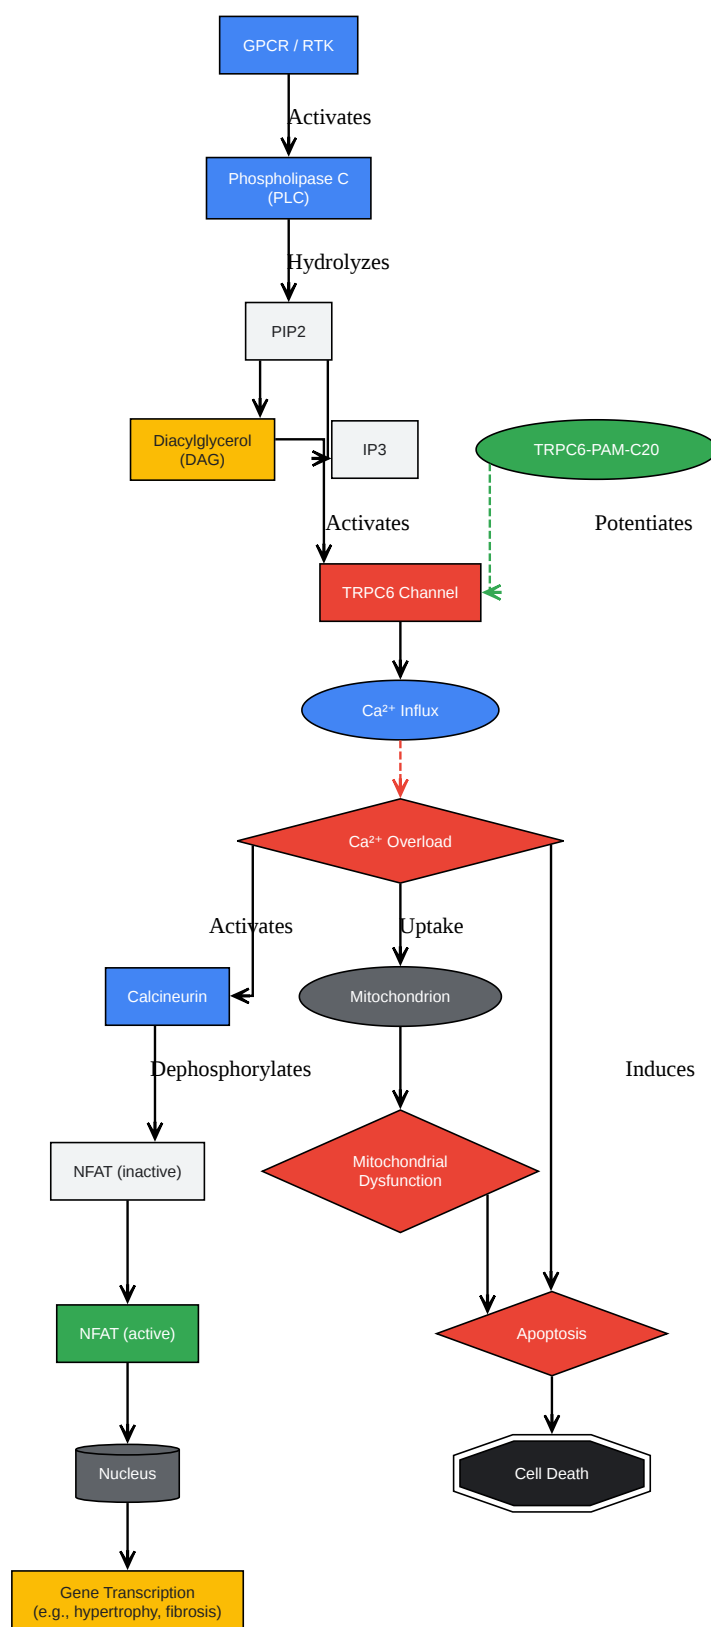 GPCR / RTK
Activates
Phospholipase C
(PLC)
Hydrolyzes
PIP2
Diacylglycerol
(DAG)
IP3
TRPC6-PAM-C20
Activates
Potentiates
TRPC6 Channel
Ca²⁺ Influx
Ca²⁺ Overload
Activates
Uptake
Calcineurin
Mitochondrion
Dephosphorylates
Induces
NFAT (inactive)
Mitochondrial
Dysfunction
NFAT (active)
Apoptosis
Nucleus
Cell Death
Gene Transcription
(e.g., hypertrophy, fibrosis)